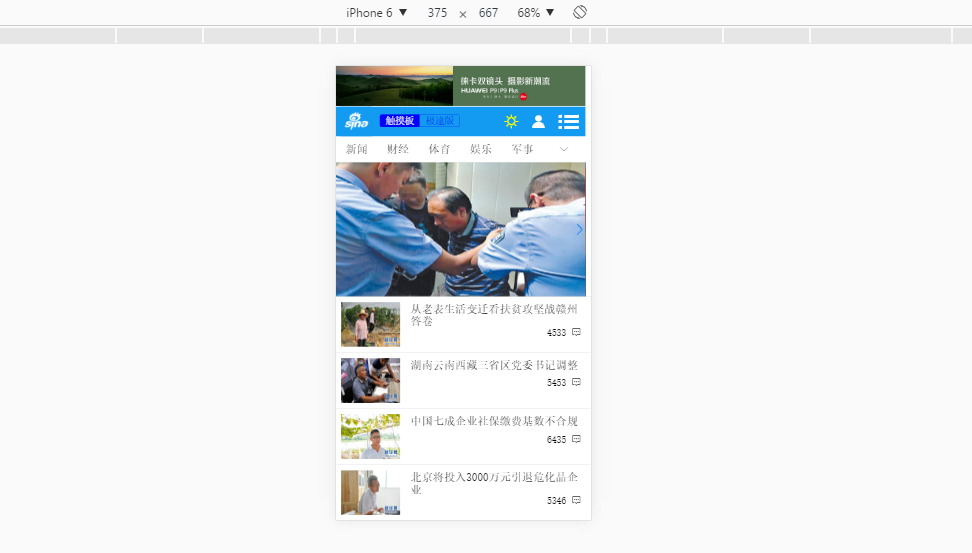 iPhone 6 ▼ 375 × 667 68% ▼
徕卡双镜头 摄影新潮流
HUAWEI P9 | P9 Plus
sina 触摸板 极速版
新闻 财经 体育 娱乐 军事
从老表生活变迁看扶贫攻坚战赣州
答卷
4533
湖南云南西藏三省区党委书记调整
5453
中国七成企业社保缴费基数不合规
6435
北京将投入3000万元引退危化品企
业
5346